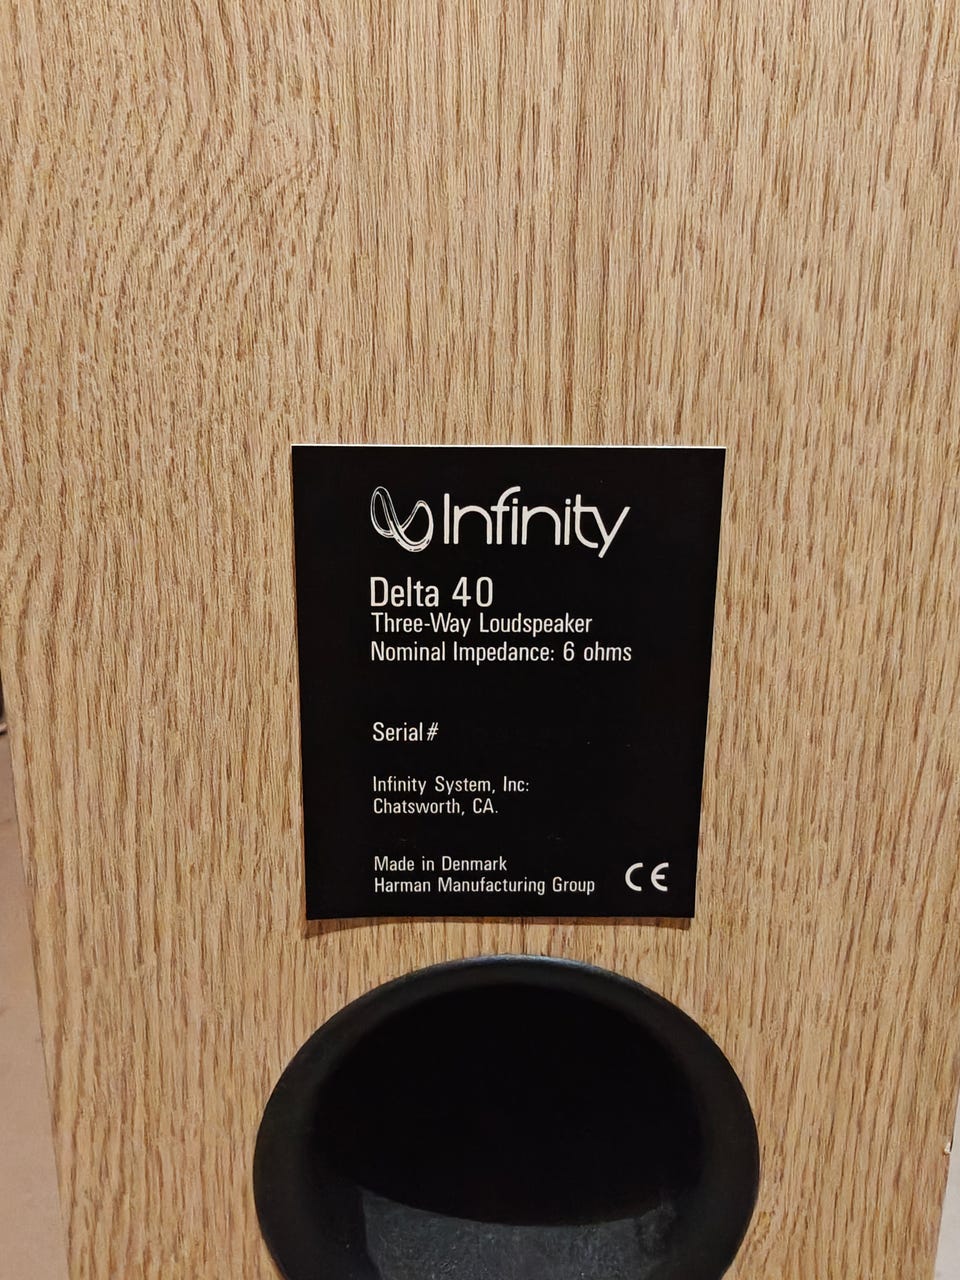 Infinity
Delta 40
Three-Way Loudspeaker
Nominal Impedance: 6 ohms
Serial#
Infinity System, Inc:
Chatsworth, CA.
Made in Denmark
Harman Manufacturing Group CE